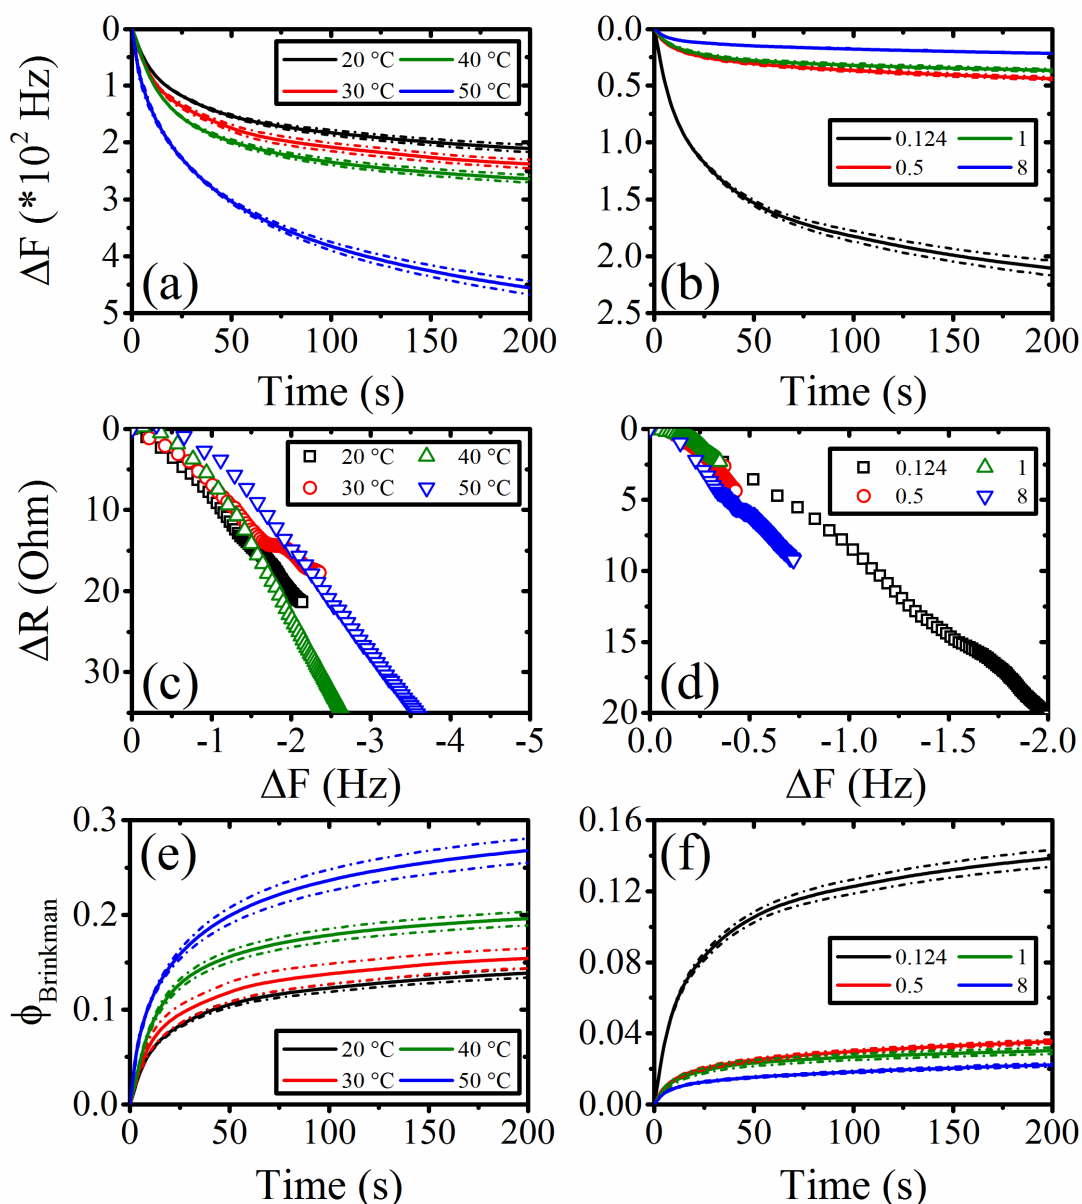 0
1
2
3
4
5
ΔF (*10² Hz)
20 °C 40 °C
30 °C 50 °C
(a)
0 50 100 150 200
Time (s)
0.0
0.5
1.0
1.5
2.0
2.5
0.124 1
0.5 8
(b)
0 50 100 150 200
Time (s)
0
10
20
30
ΔR (Ohm)
20 °C 40 °C
30 °C 50 °C
(c)
0 -1 -2 -3 -4 -5
ΔF (Hz)
0
5
10
15
20
0.124 1
0.5 8
(d)
0.0 -0.5 -1.0 -1.5 -2.0
ΔF (Hz)
0.3
0.2
0.1
0.0
ϕBrinkman
(e)
20 °C 40 °C
30 °C 50 °C
0 50 100 150 200
Time (s)
0.16
0.12
0.08
0.04
0.00
(f)
0.124 1
0.5 8
0 50 100 150 200
Time (s)